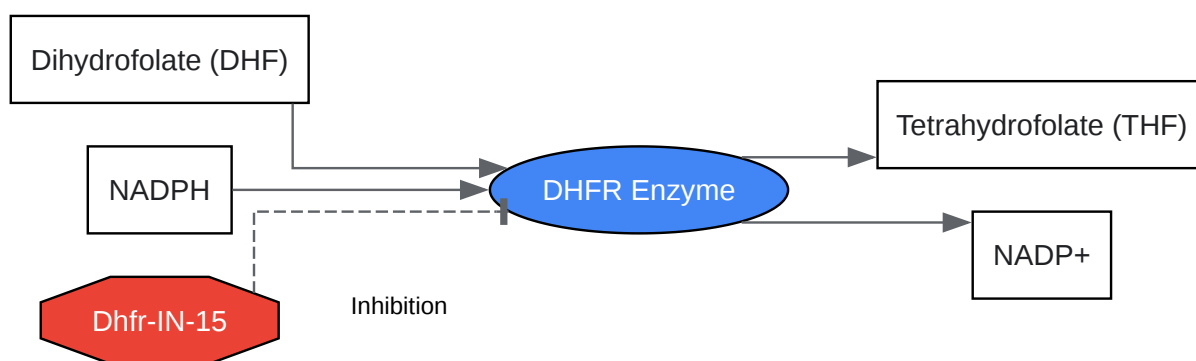 Dihydrofolate (DHF)
Tetrahydrofolate (THF)
NADPH
DHFR Enzyme
NADP+
Inhibition
Dhfr-IN-15